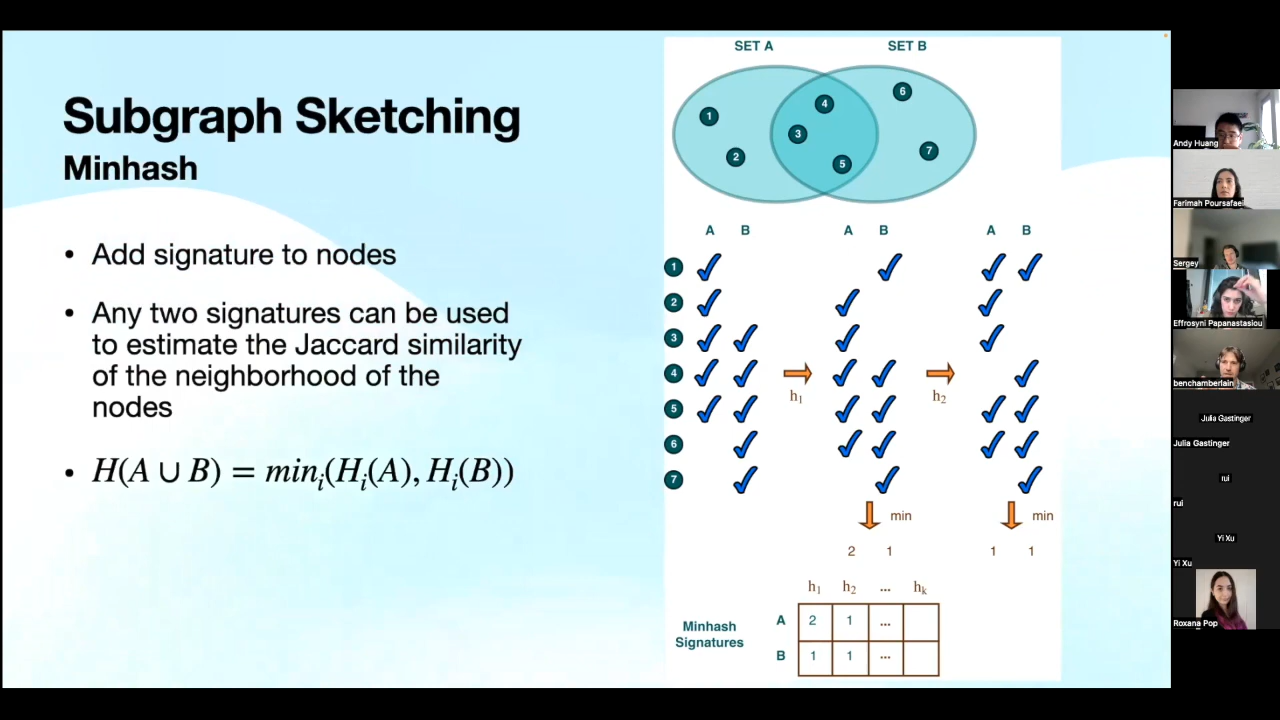 Subgraph Sketching
Minhash
• Add signature to nodes
• Any two signatures can be used
to estimate the Jaccard similarity
of the neighborhood of the
nodes
• H(A ∪ B) = minᵢ(Hᵢ(A), Hᵢ(B))
SET A SET B
1
2
3
4
5
6
7
A B A B A B
1
2
3
4
5
6
7
h₁ h₂
min min
2 1 1 1
h₁ h₂ ... hₖ
Minhash
Signatures
A 2 1 ...
B 1 1 ...
Andy Huang
Farimah Poursafaei
Sergey
Effrosyni Papanastasiou
benchamberlain
Julia Gastinger
Julia Gastinger
rui
rui
Yi Xu
Yi Xu
Roxana Pop